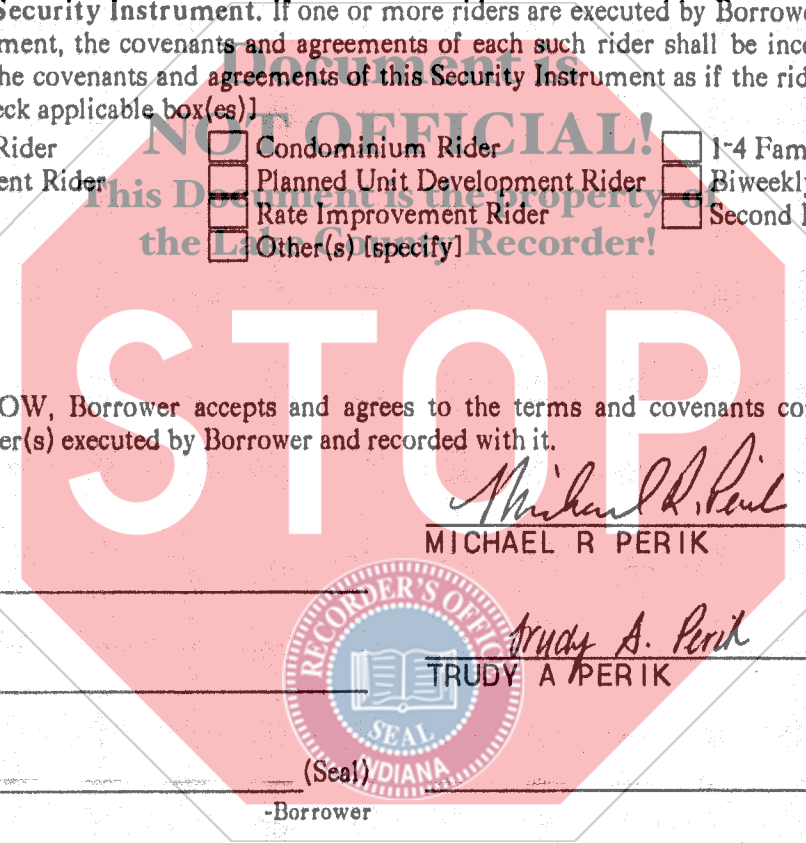 Security Instrument. If one or more riders are executed by Borrowe
ment, the covenants and agreements of each such rider shall be inco
he covenants and agreements of this Security Instrument as if the rid
eck applicable box(es)]
Document is
NOT OFFICIAL!
This Document is the property of
the Lake County Recorder!
Rider Condominium Rider 1-4 Fam
ent Rider Planned Unit Development Rider Biweekly
Rate Improvement Rider Second
Other(s) [specify]
STOP
OW, Borrower accepts and agrees to the terms and covenants co
er(s) executed by Borrower and recorded with it.
Michael R. Perik
MICHAEL R PERIK
Trudy A. Perik
TRUDY A PERIK
RECORDER'S OFFICE
SEAL
INDIANA
(Seal)
-Borrower